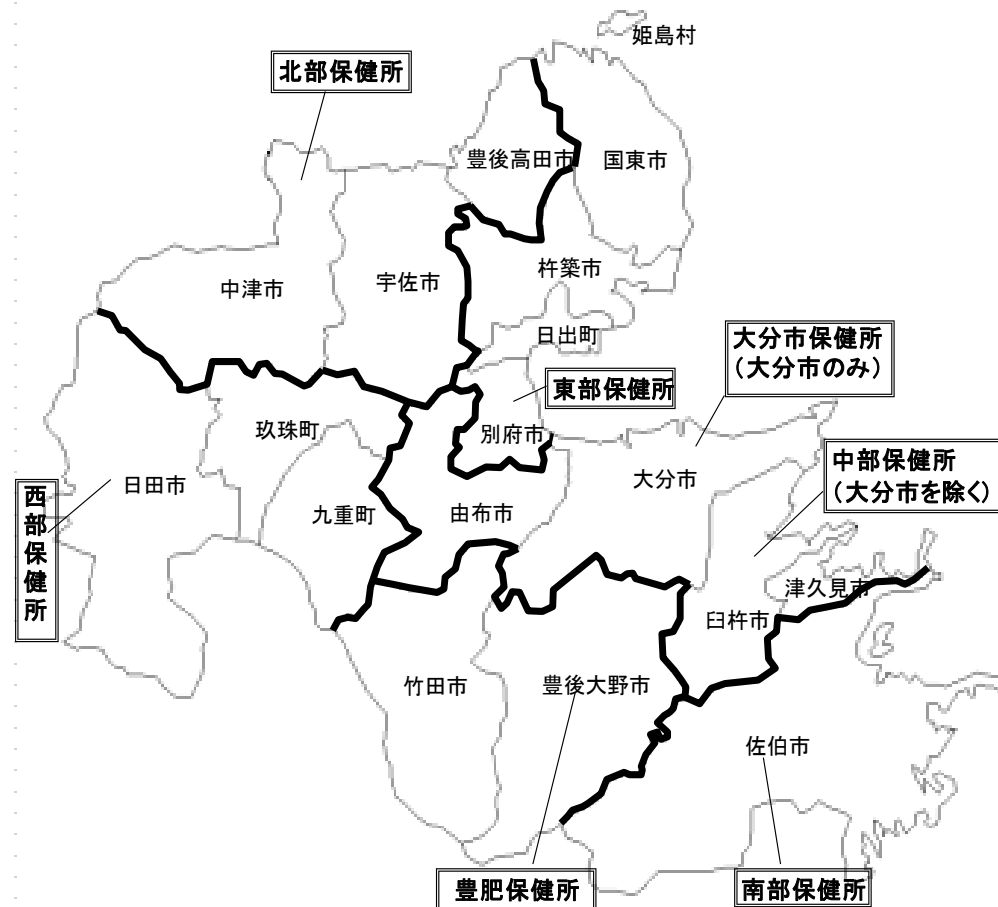 姫島村
北部保健所
豊後高田市
国東市
中津市
宇佐市
杵築市
日出町
大分市保健所
（大分市のみ）
東部保健所
玖珠町
別府市
中部保健所
（大分市を除く）
大分市
西部保健所
日田市
九重町
由布市
津久見市
臼杵市
竹田市
豊後大野市
佐伯市
豊肥保健所
南部保健所